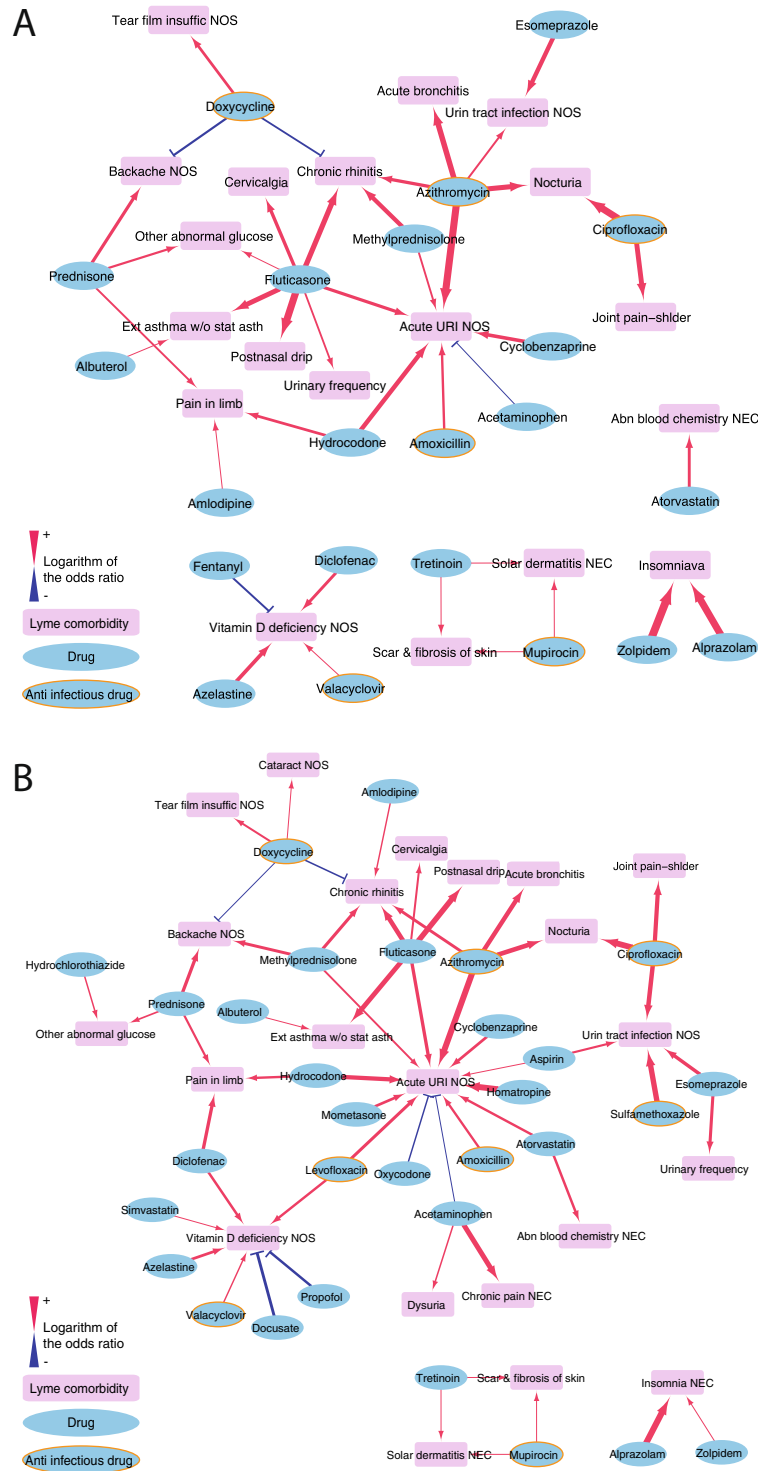 A
Tear film insuffic NOS
Esomeprazole
Acute bronchitis
Doxycycline
Urin tract infection NOS
Backache NOS
Chronic rhinitis
Cervicalgia
Azithromycin
Nocturia
Other abnormal glucose
Methylprednisolone
Ciprofloxacin
Prednisone
Fluticasone
Ext asthma w/o stat asth
Acute URI NOS
Joint pain−shlder
Postnasal drip
Cyclobenzaprine
Albuterol
Urinary frequency
Pain in limb
Acetaminophen
Abn blood chemistry NEC
Hydrocodone
Amoxicillin
Amlodipine
Atorvastatin
+
Logarithm of
the odds ratio
-
Lyme comorbidity
Drug
Anti infectious drug
Fentanyl
Diclofenac
Tretinoin
Solar dermatitis NEC
Insomniava
Vitamin D deficiency NOS
Scar & fibrosis of skin
Mupirocin
Zolpidem
Alprazolam
Azelastine
Valacyclovir
B
Cataract NOS
Tear film insuffic NOS
Amlodipine
Doxycycline
Cervicalgia
Postnasal drip
Acute bronchitis
Joint pain−shlder
Chronic rhinitis
Backache NOS
Nocturia
Hydrochlorothiazide
Methylprednisolone
Fluticasone
Azithromycin
Ciprofloxacin
Prednisone
Albuterol
Other abnormal glucose
Ext asthma w/o stat asth
Cyclobenzaprine
Urin tract infection NOS
Aspirin
Pain in limb
Hydrocodone
Acute URI NOS
Homatropine
Esomeprazole
Mometasone
Sulfamethoxazole
Diclofenac
Levofloxacin
Oxycodone
Amoxicillin
Atorvastatin
Urinary frequency
Simvastatin
Acetaminophen
Vitamin D deficiency NOS
Abn blood chemistry NEC
Azelastine
Valacyclovir
Docusate
Propofol
Dysuria
Chronic pain NEC
+
Logarithm of
the odds ratio
-
Lyme comorbidity
Drug
Anti infectious drug
Tretinoin
Scar & fibrosis of skin
Insomnia NEC
Solar dermatitis NEC
Mupirocin
Alprazolam
Zolpidem